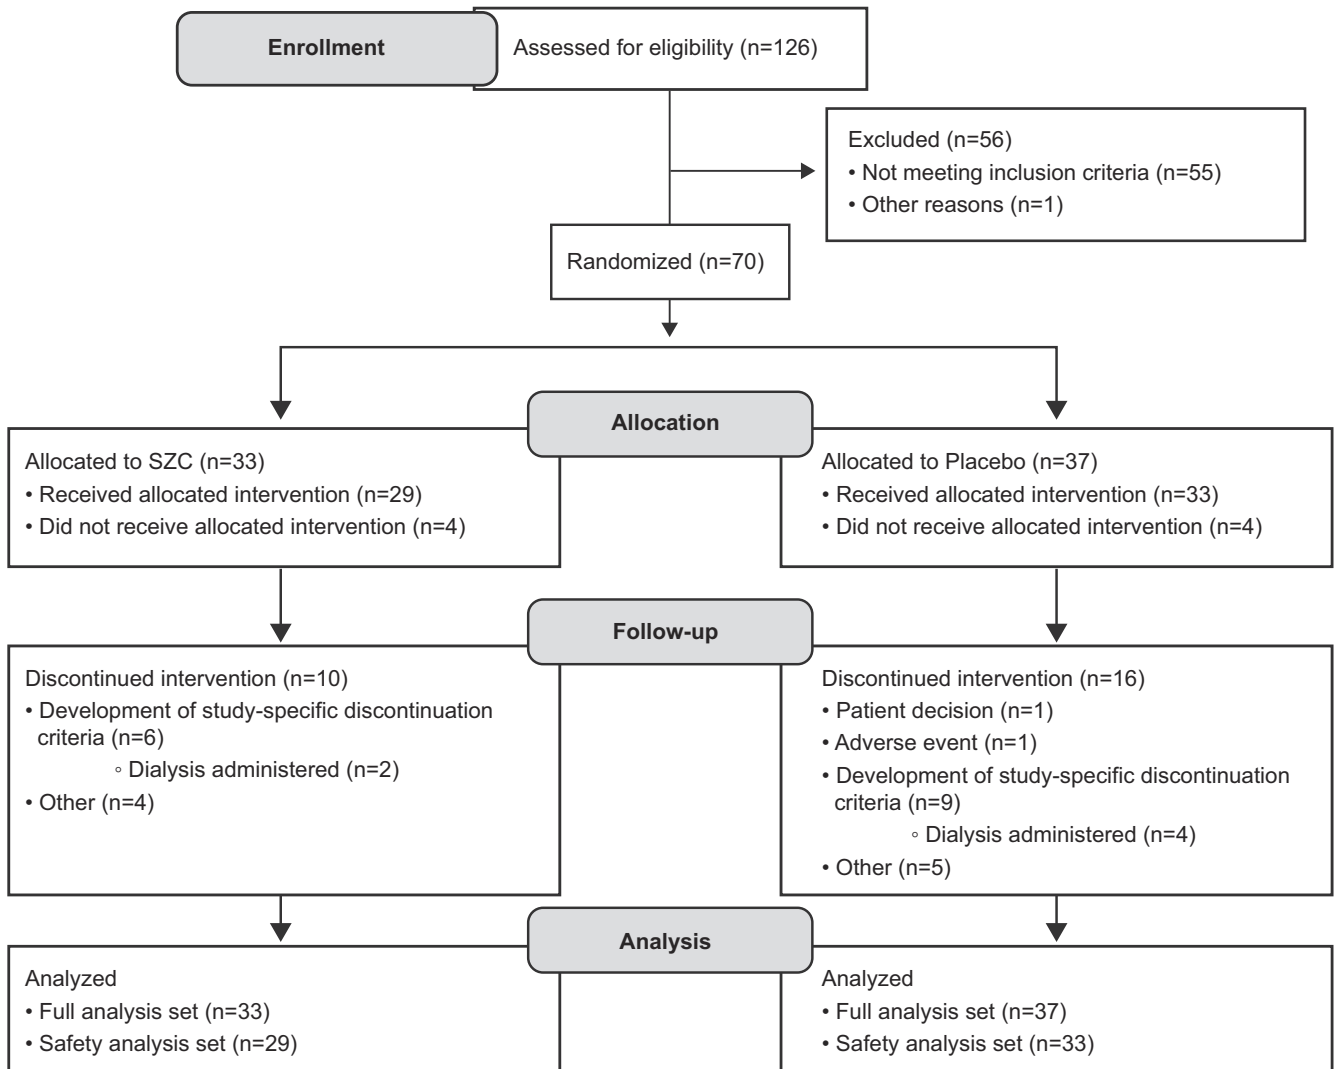 Enrollment
Assessed for eligibility (n=126)
Excluded (n=56)
• Not meeting inclusion criteria (n=55)
• Other reasons (n=1)
Randomized (n=70)
Allocation
Allocated to SZC (n=33)
• Received allocated intervention (n=29)
• Did not receive allocated intervention (n=4)
Allocated to Placebo (n=37)
• Received allocated intervention (n=33)
• Did not receive allocated intervention (n=4)
Follow-up
Discontinued intervention (n=10)
• Development of study-specific discontinuation
criteria (n=6)
◦ Dialysis administered (n=2)
• Other (n=4)
Discontinued intervention (n=16)
• Patient decision (n=1)
• Adverse event (n=1)
• Development of study-specific discontinuation
criteria (n=9)
◦ Dialysis administered (n=4)
• Other (n=5)
Analysis
Analyzed
• Full analysis set (n=33)
• Safety analysis set (n=29)
Analyzed
• Full analysis set (n=37)
• Safety analysis set (n=33)